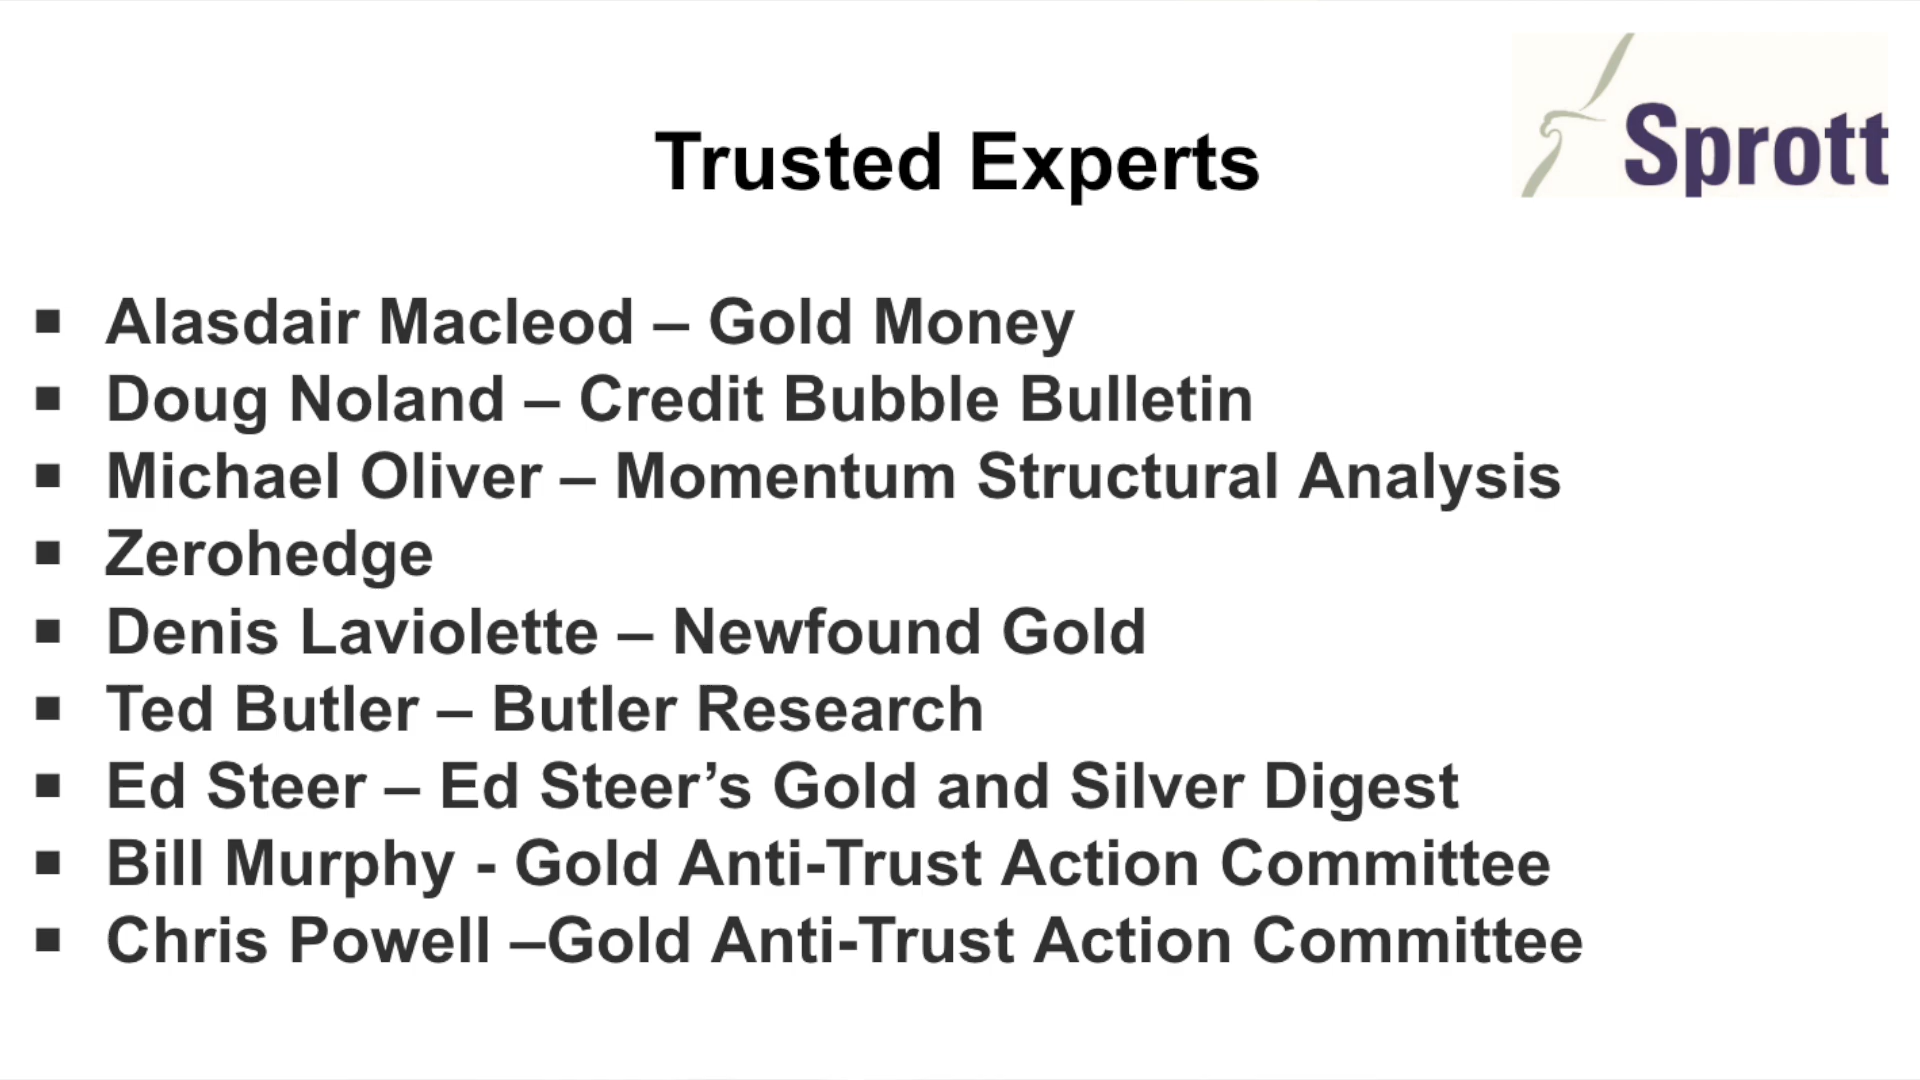 Sprott
Trusted Experts
▪ Alasdair Macleod – Gold Money
▪ Doug Noland – Credit Bubble Bulletin
▪ Michael Oliver – Momentum Structural Analysis
▪ Zerohedge
▪ Denis Laviolette – Newfound Gold
▪ Ted Butler – Butler Research
▪ Ed Steer – Ed Steer’s Gold and Silver Digest
▪ Bill Murphy - Gold Anti-Trust Action Committee
▪ Chris Powell –Gold Anti-Trust Action Committee